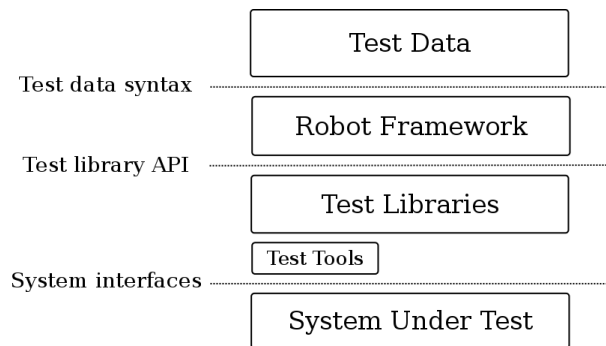 Test Data
Test data syntax
Robot Framework
Test library API
Test Libraries
Test Tools
System interfaces
System Under Test